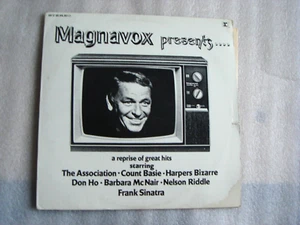 Magnavox presents....
a reprise of great hits
starring
The Association · Count Basie · Harpers Bizarre
Don Ho · Barbara McNair · Nelson Riddle
Frank Sinatra